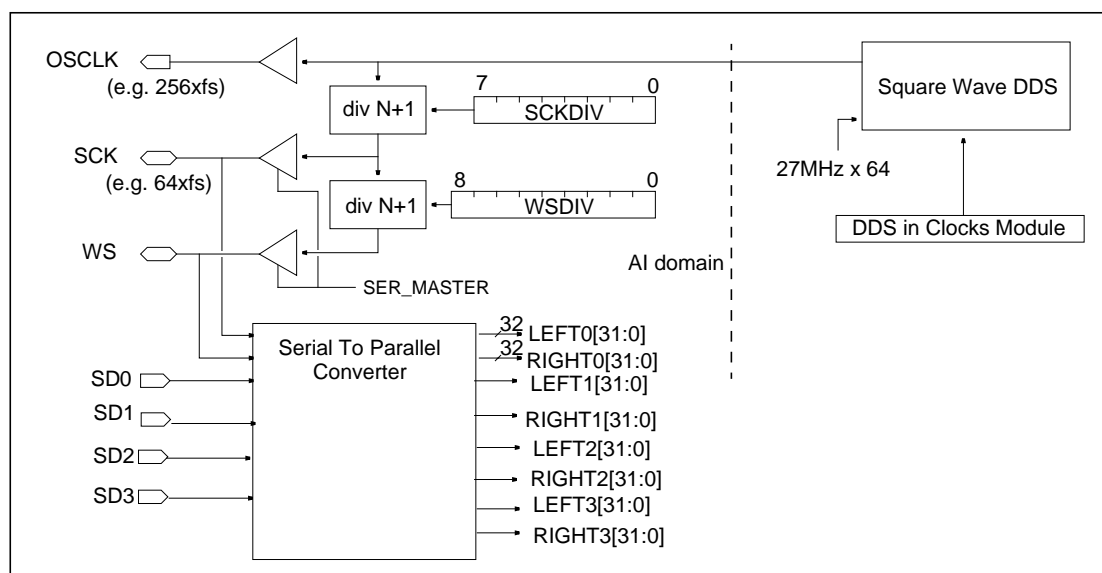 OSCLK
(e.g. 256xfs)
7 0
div N+1
SCKDIV
Square Wave DDS
SCK
(e.g. 64xfs)
27MHz x 64
8 0
div N+1
WSDIV
DDS in Clocks Module
WS
AI domain
SER_MASTER
Serial To Parallel
Converter
32
LEFT0[31:0]
32
RIGHT0[31:0]
SD0
LEFT1[31:0]
SD1
RIGHT1[31:0]
SD2
LEFT2[31:0]
RIGHT2[31:0]
SD3
LEFT3[31:0]
RIGHT3[31:0]